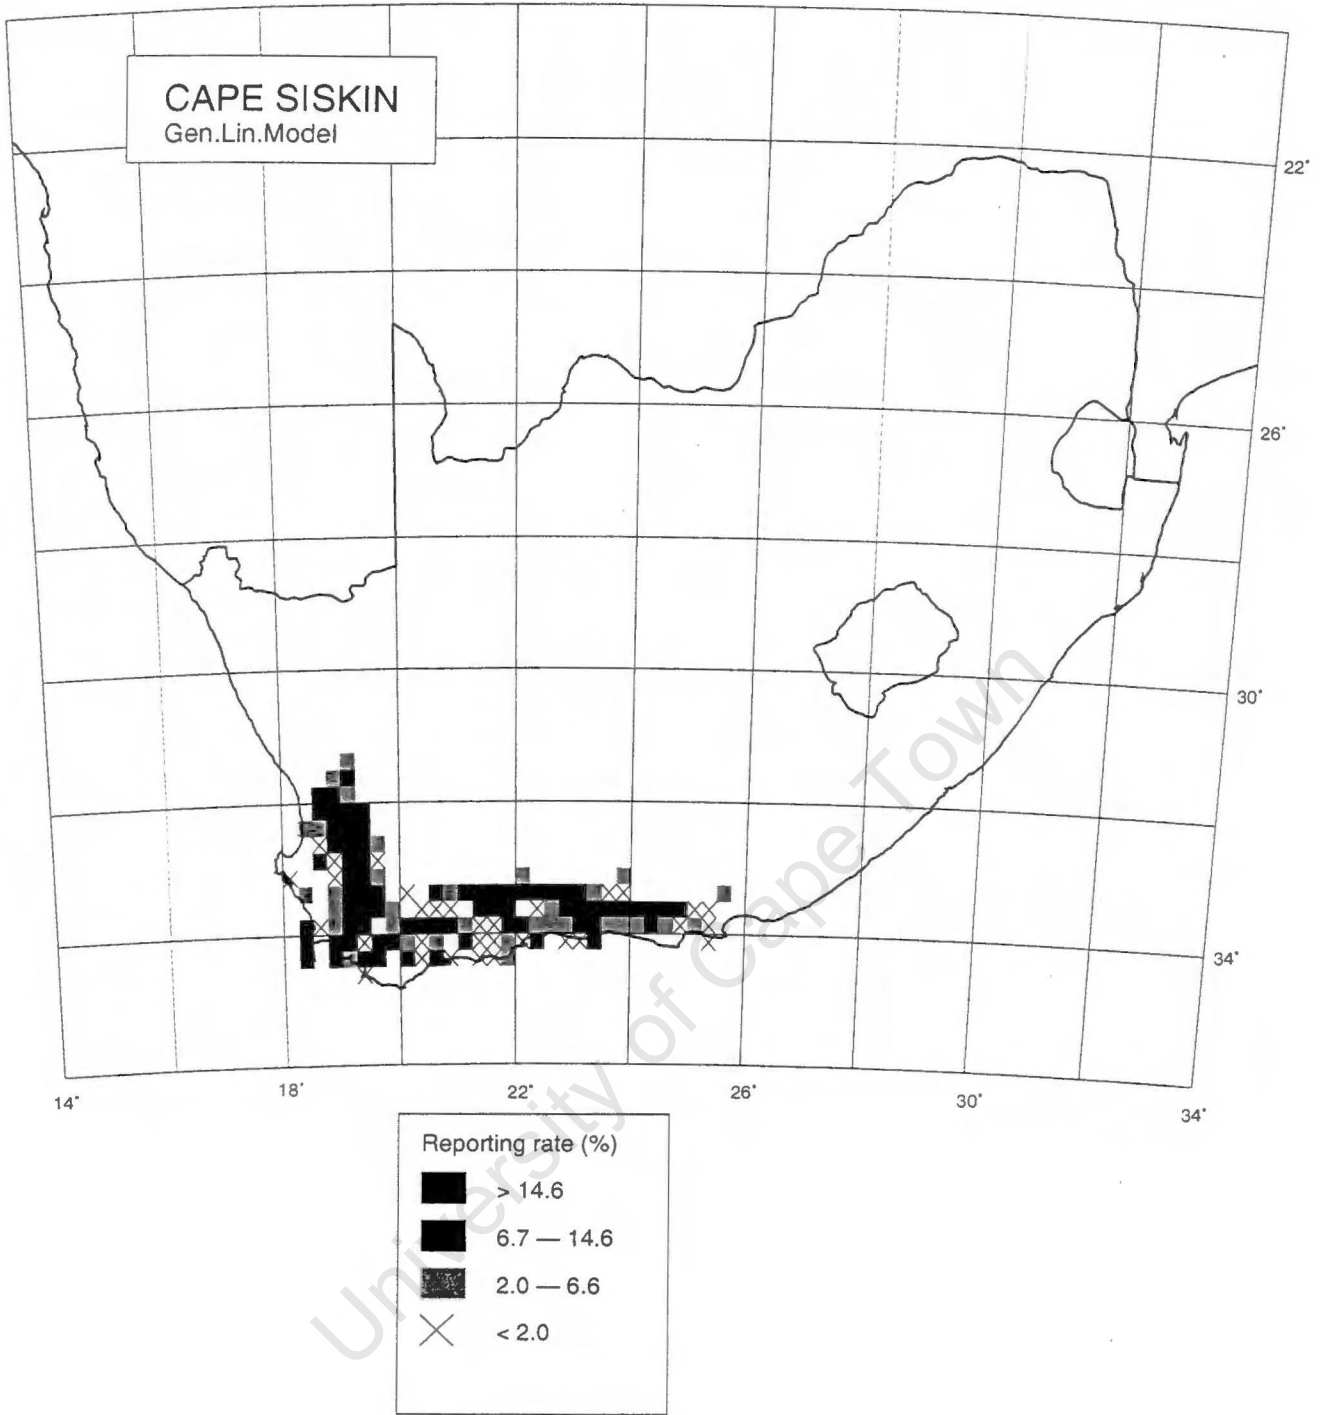 CAPE SISKIN
Gen.Lin.Model
22°
26°
30°
34°
14°
18°
22°
26°
30°
34°
Reporting rate (%)
> 14.6
6.7 — 14.6
2.0 — 6.6
< 2.0
University of Cape Town